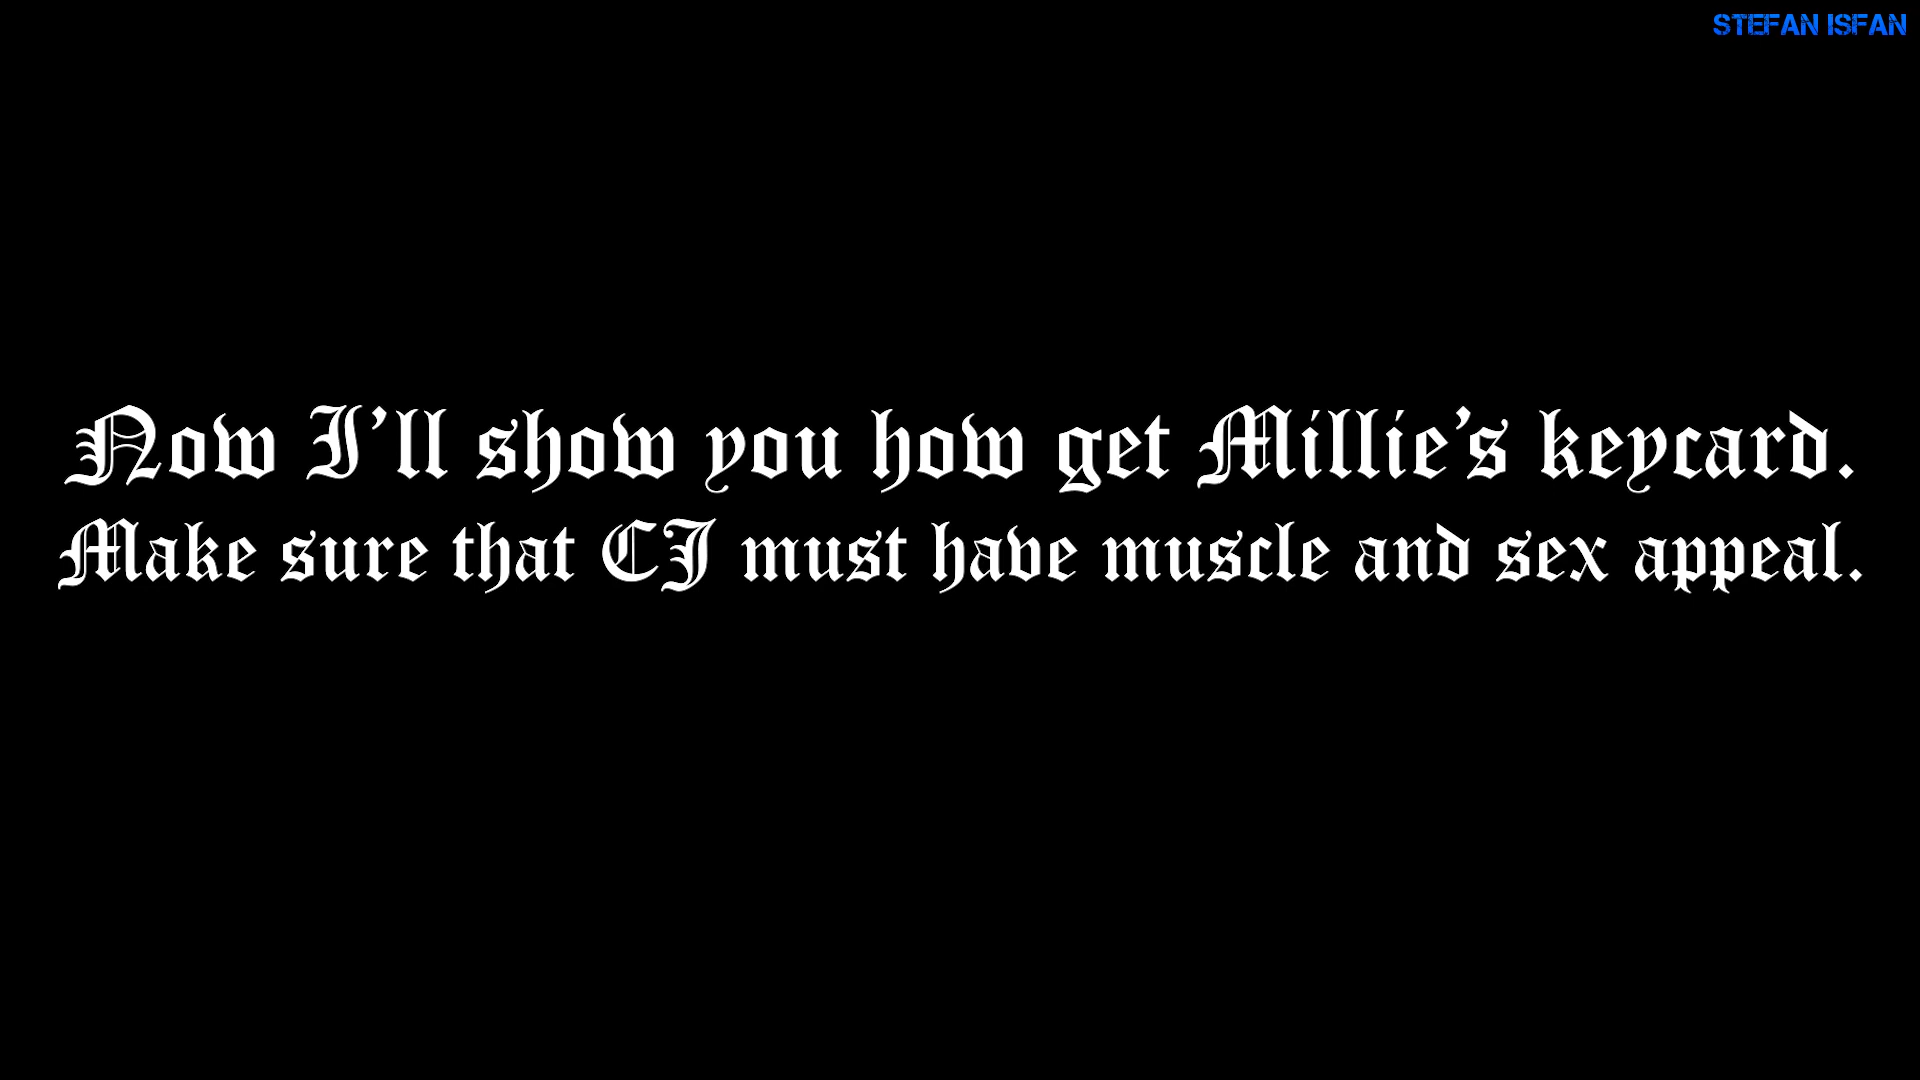 STEFAN ISFAN
Now I'll show you how get Millie's keycard.
Make sure that CJ must have muscle and sex appeal.